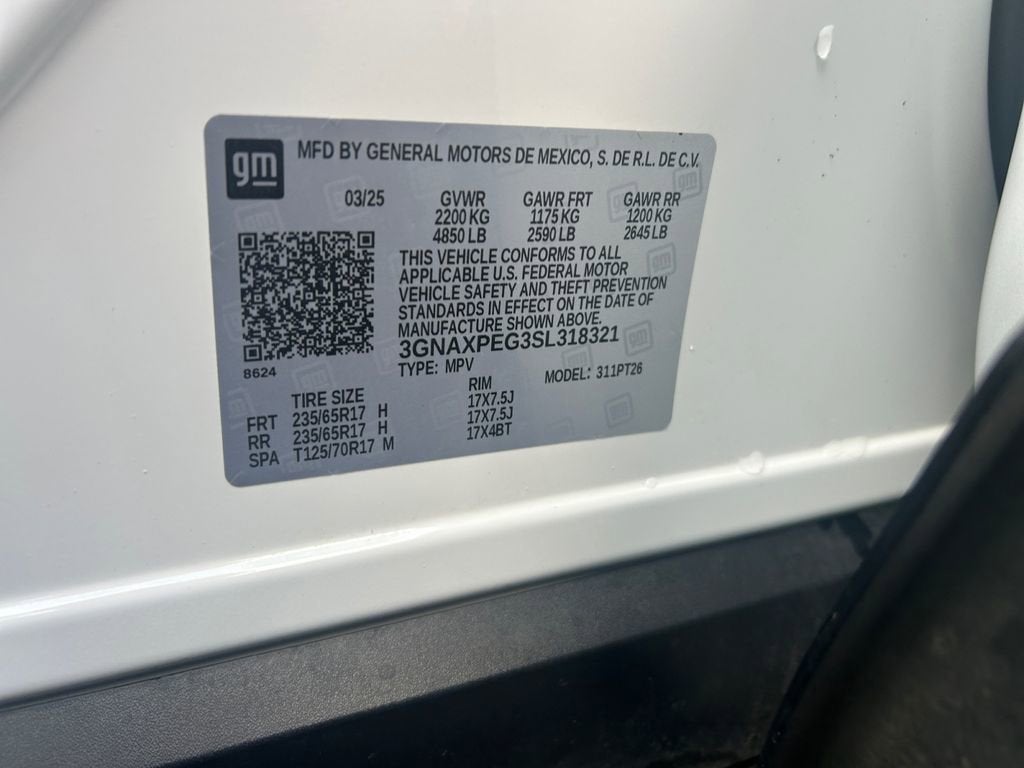 gm MFD BY GENERAL MOTORS DE MEXICO, S. DE R.L. DE C.V.
03/25 GVWR GAWR FRT GAWR RR
2200 KG 1175 KG 1200 KG
4850 LB 2590 LB 2645 LB
THIS VEHICLE CONFORMS TO ALL
APPLICABLE U.S. FEDERAL MOTOR
VEHICLE SAFETY AND THEFT PREVENTION
STANDARDS IN EFFECT ON THE DATE OF
MANUFACTURE SHOWN ABOVE.
3GNAXPEG3SL318321
8624 TYPE: MPV MODEL: 311PT26
TIRE SIZE RIM
FRT 235/65R17 H 17X7.5J
RR 235/65R17 H 17X7.5J
SPA T125/70R17 M 17X4BT